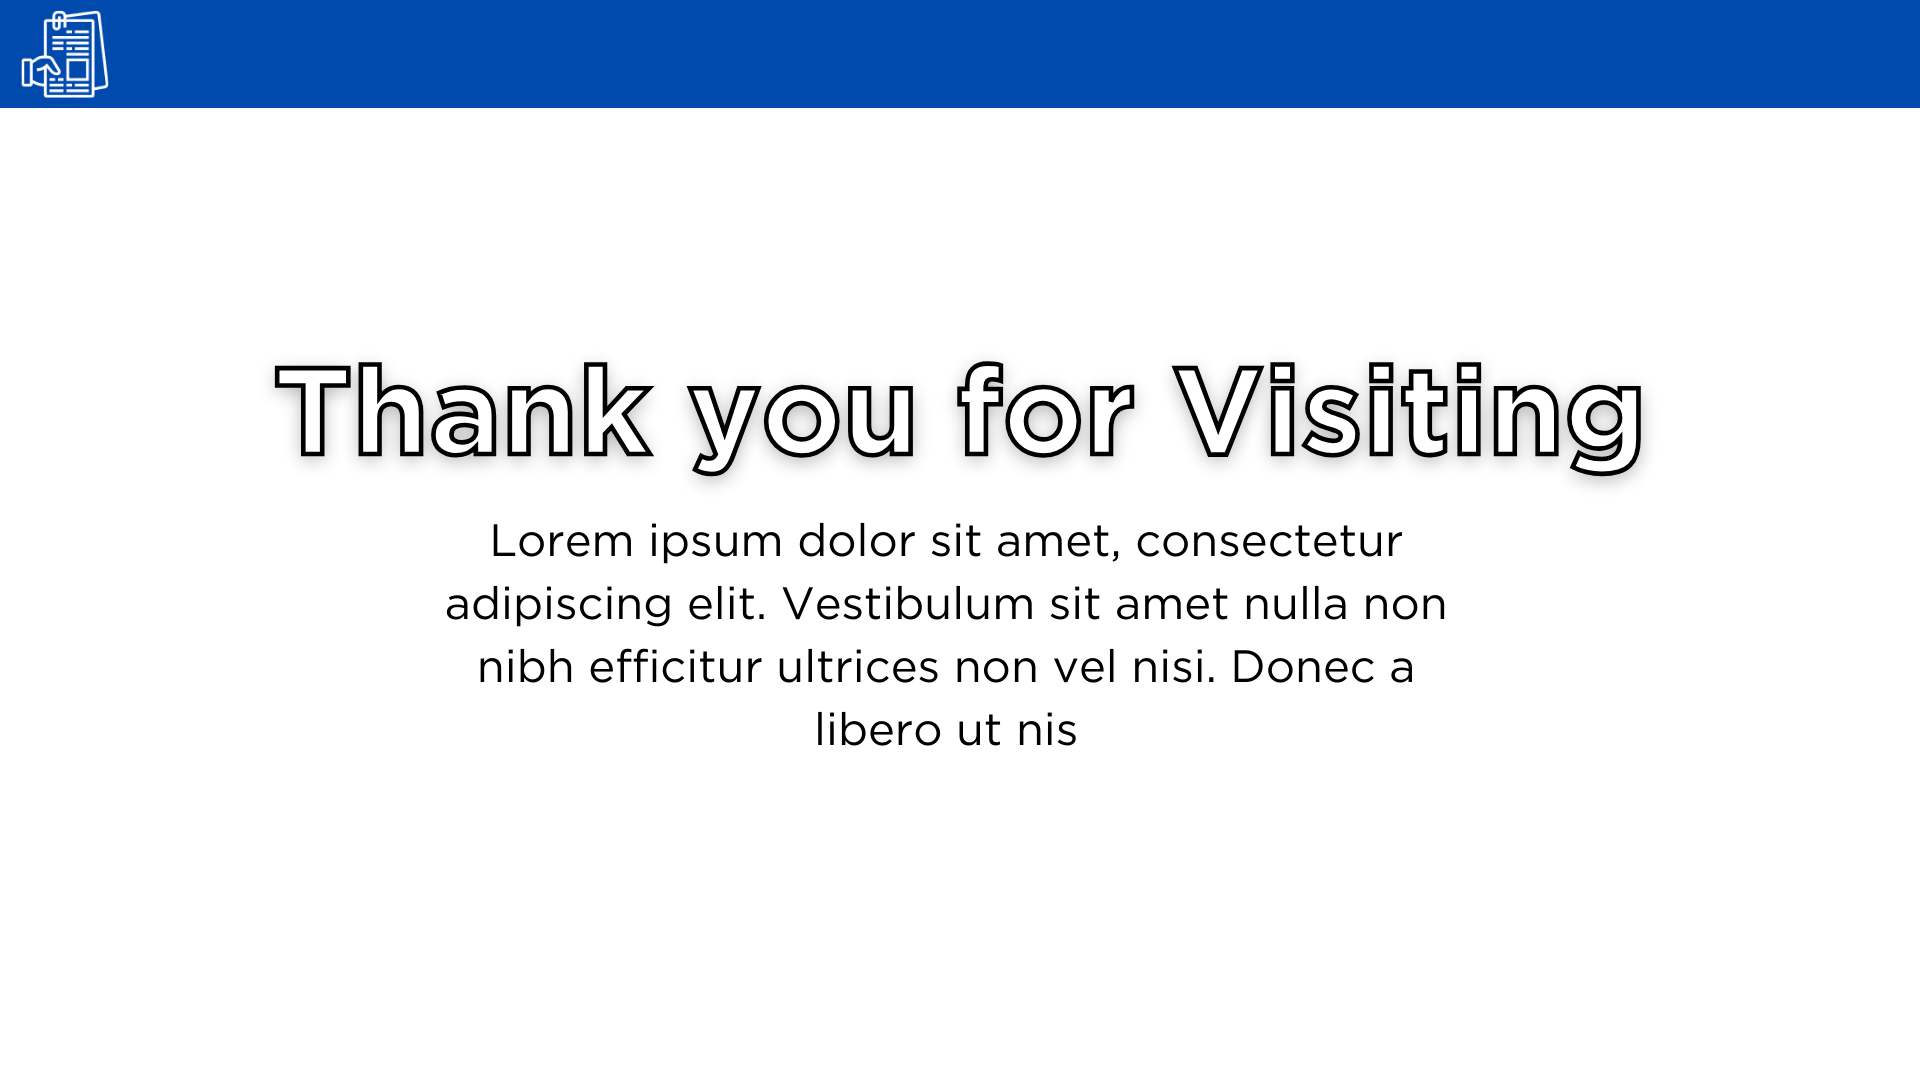 Thank you for Visiting
Lorem ipsum dolor sit amet, consectetur
adipiscing elit. Vestibulum sit amet nulla non
nibh efficitur ultrices non vel nisi. Donec a
libero ut nis